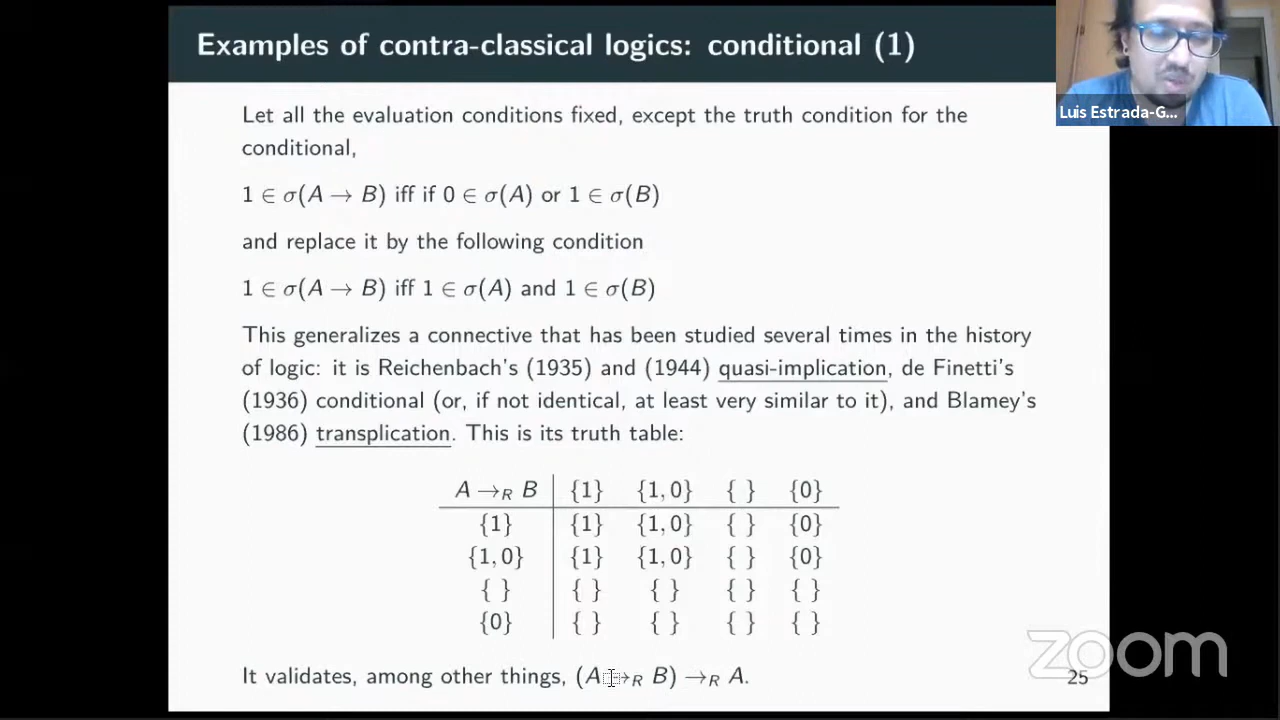 Examples of contra-classical logics: conditional (1)
Luis Estrada-G...
Let all the evaluation conditions fixed, except the truth condition for the
conditional,
1 ∈ σ(A → B) iff if 0 ∈ σ(A) or 1 ∈ σ(B)
and replace it by the following condition
1 ∈ σ(A → B) iff 1 ∈ σ(A) and 1 ∈ σ(B)
This generalizes a connective that has been studied several times in the history
of logic: it is Reichenbach's (1935) and (1944) quasi-implication, de Finetti's
(1936) conditional (or, if not identical, at least very similar to it), and Blamey's
(1986) transplication. This is its truth table:
A →R B {1} {1, 0} { } {0}
{1} {1} {1, 0} { } {0}
{1, 0} {1} {1, 0} { } {0}
{ } { } { } { } { }
{0} { } { } { } { }
It validates, among other things, (A →R B) →R A.
zoom
25